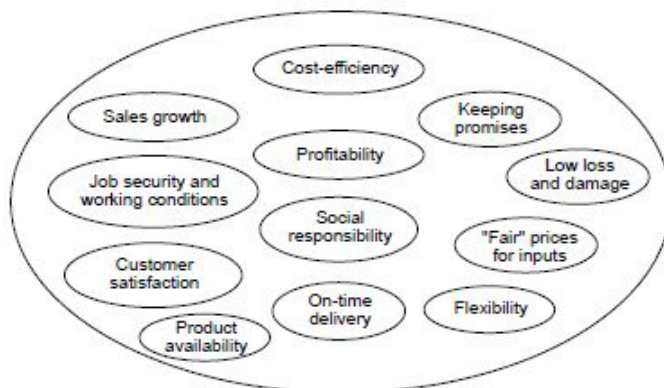 Cost-efficiency
Sales growth
Keeping
promises
Profitability
Low loss
and damage
Job security and
working conditions
Social
responsibility
"Fair" prices
for inputs
Customer
satisfaction
On-time
delivery
Flexibility
Product
availability